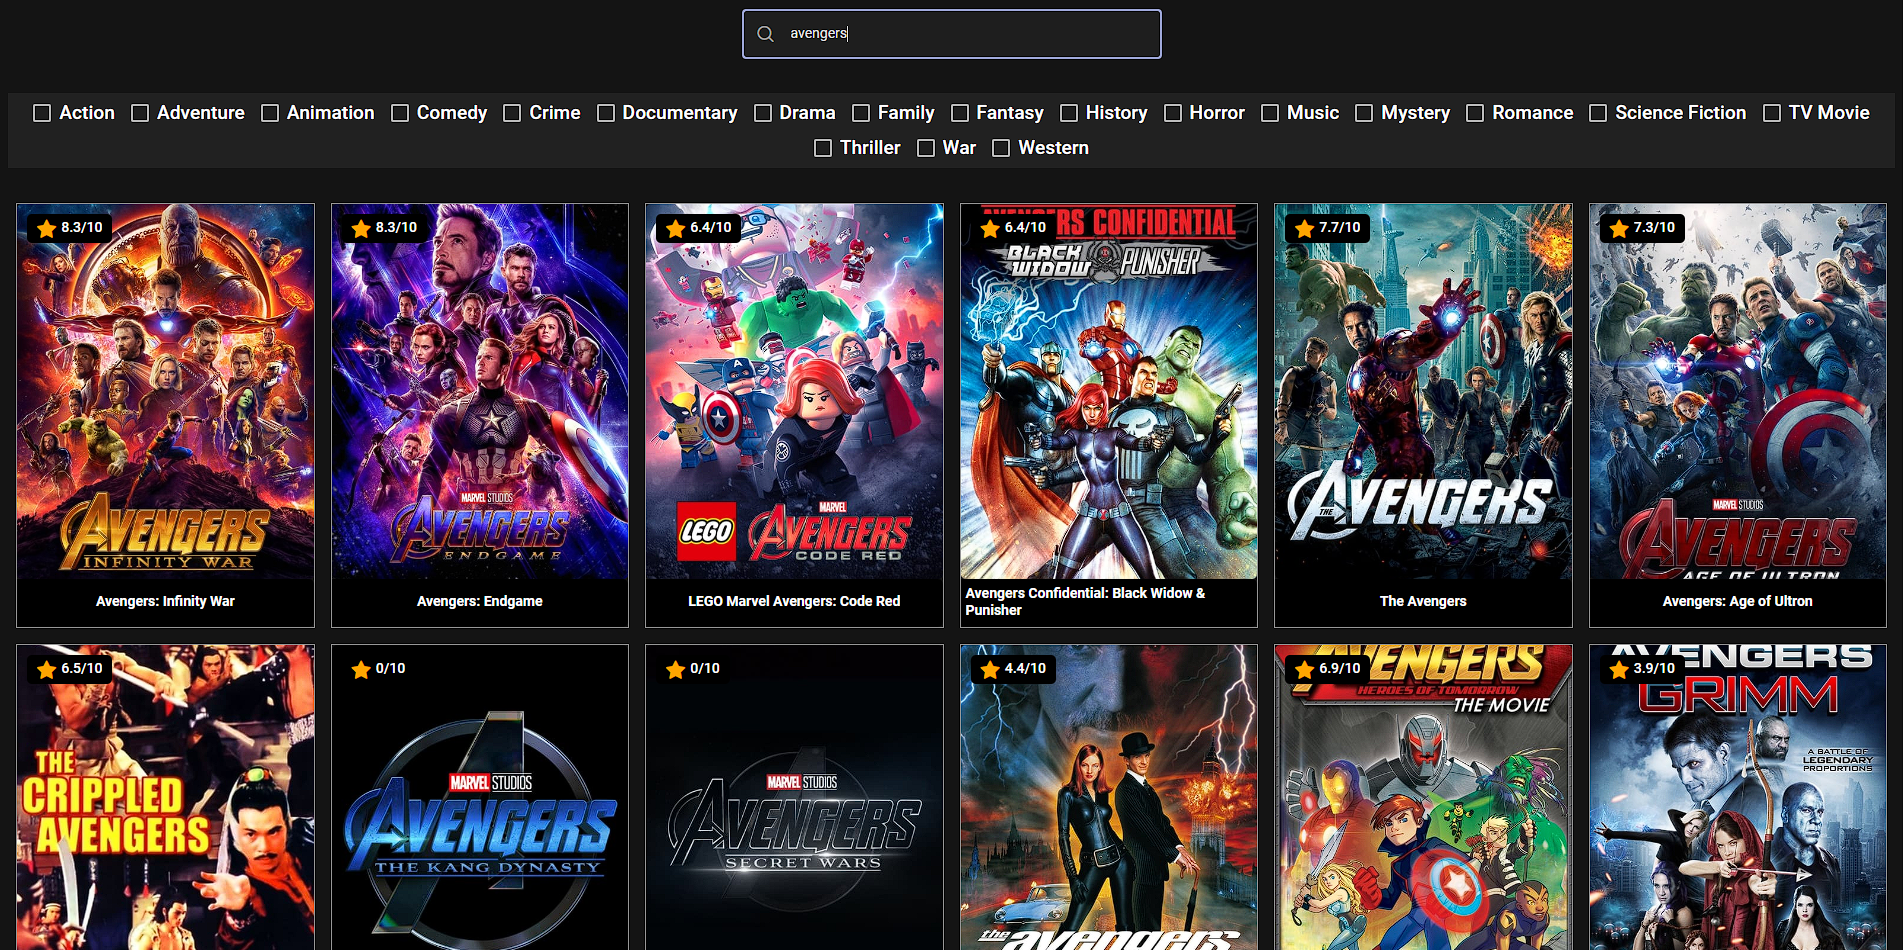 avengers
Action Adventure Animation Comedy Crime Documentary Drama Family Fantasy History Horror Music Mystery Romance Science Fiction TV Movie
Thriller War Western
8.3/10
AVENGERS
INFINITY WAR
Avengers: Infinity War
8.3/10
MARVEL STUDIOS
AVENGERS
ENDGAME
Avengers: Endgame
6.4/10
LEGO
MARVEL
AVENGERS
CODE RED
LEGO Marvel Avengers: Code Red
6.4/10
AVENGERS CONFIDENTIAL
BLACK WIDOW PUNISHER
Avengers Confidential: Black Widow &
Punisher
7.7/10
THE AVENGERS
The Avengers
7.3/10
MARVEL STUDIOS
AVENGERS
AGE OF ULTRON
Avengers: Age of Ultron
6.5/10
THE
CRIPPLED
AVENGERS
0/10
MARVEL STUDIOS
AVENGERS
THE KANG DYNASTY
0/10
MARVEL STUDIOS
AVENGERS
SECRET WARS
4.4/10
the avengers
6.9/10
AVENGERS
HEROES OF TOMORROW
THE MOVIE
3.9/10
AVENGERS
GRIMM
A BATTLE OF
LEGENDARY
PROPORTIONS